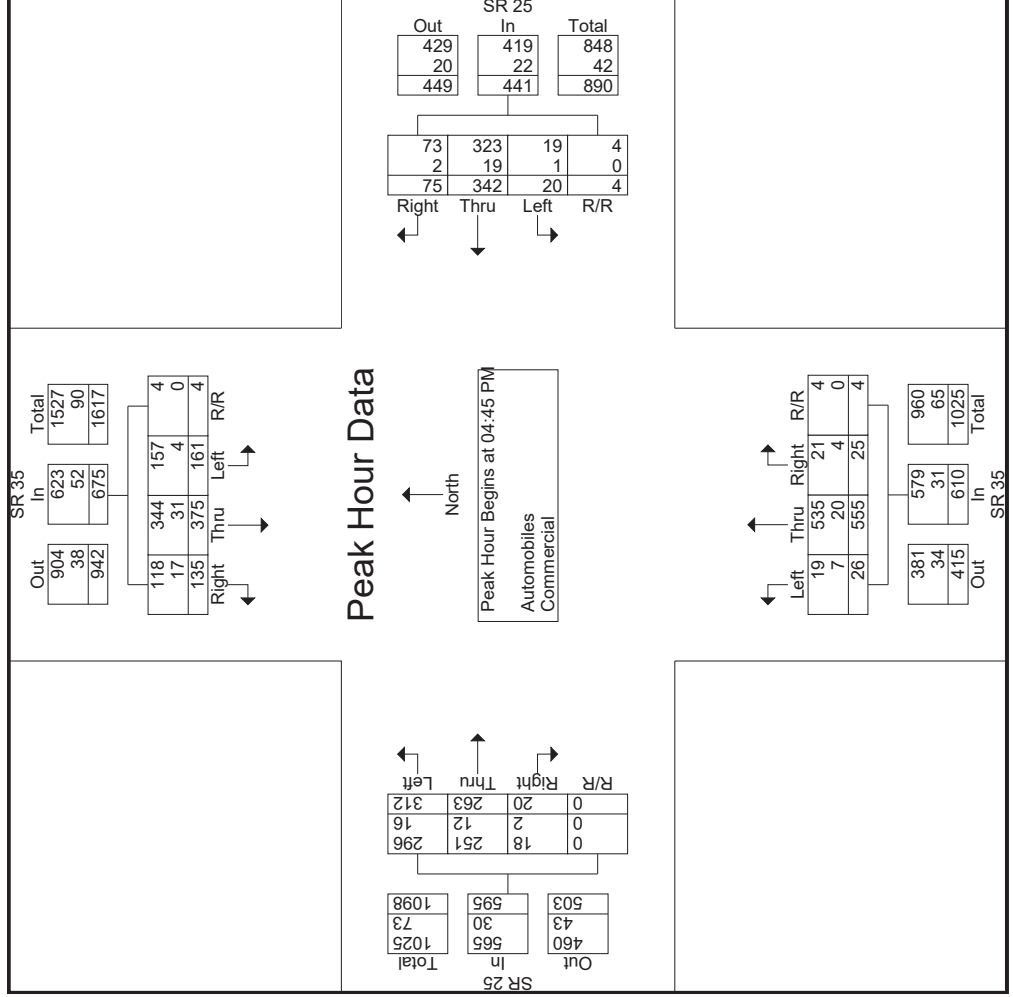 SR 25
Out In Total
429 419 848
20 22 42
449 441 890
73 323 19 4
2 19 1 0
75 342 20 4
Right Thru Left R/R
SR 35
Out In Total
904 623 1527
38 52 90
942 675 1617
118 344 157 4
17 31 4 0
135 375 161 4
Right Thru Left R/R
Peak Hour Data
North
Peak Hour Begins at 04:45 PM
Automobiles
Commercial
Left Thru Right R/R
19 535 21 4
7 20 4 0
26 555 25 4
381 579 960
34 31 65
415 610 1025
Out In Total
SR 35
Left Thru Right R/R
312 263 20 0
16 12 2 0
296 251 18 0
1098 595 503
73 30 43
1025 565 460
Total In Out
SR 25